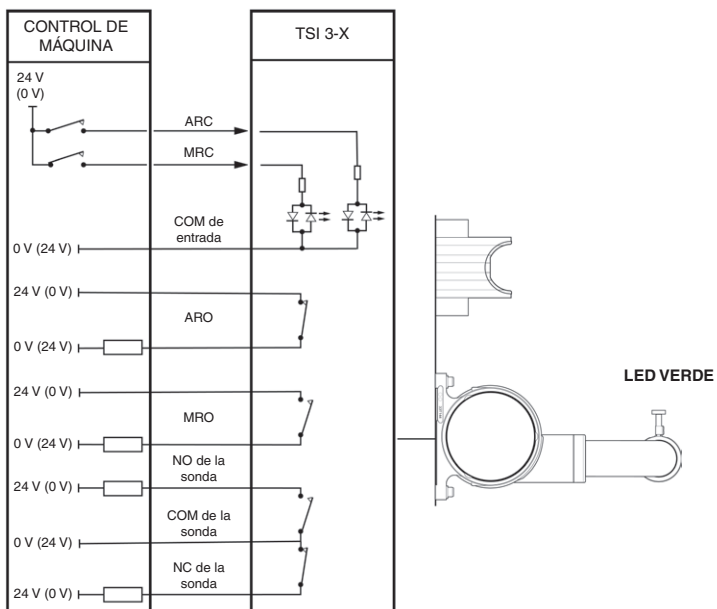 CONTROL DE
MÁQUINA
TSI 3-X
24 V
(0 V)
ARC
MRC
COM de
entrada
0 V (24 V)
24 V (0 V)
ARO
0 V (24 V)
24 V (0 V)
LED VERDE
MRO
0 V (24 V)
NO de la
sonda
24 V (0 V)
COM de la
sonda
0 V (24 V)
NC de la
sonda
24 V (0 V)